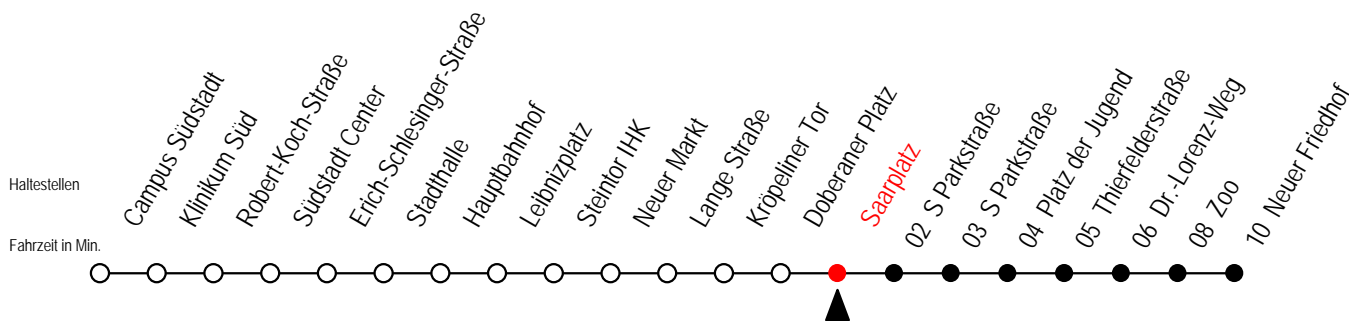 Haltestellen
Fahrzeit in Min.
Campus Südstadt
Klinikum Süd
Robert-Koch-Straße
Südstadt Center
Erich-Schlesinger-Straße
Stadthalle
Hauptbahnhof
Leibnizplatz
Steintor IHK
Neuer Markt
Lange Straße
Kröpeliner Tor
Doberaner Platz
Saarplatz
02 S Parkstraße
03 S Parkstraße
04 Platz der Jugend
05 Thierfelderstraße
06 Dr.-Lorenz-Weg
08 Zoo
10 Neuer Friedhof